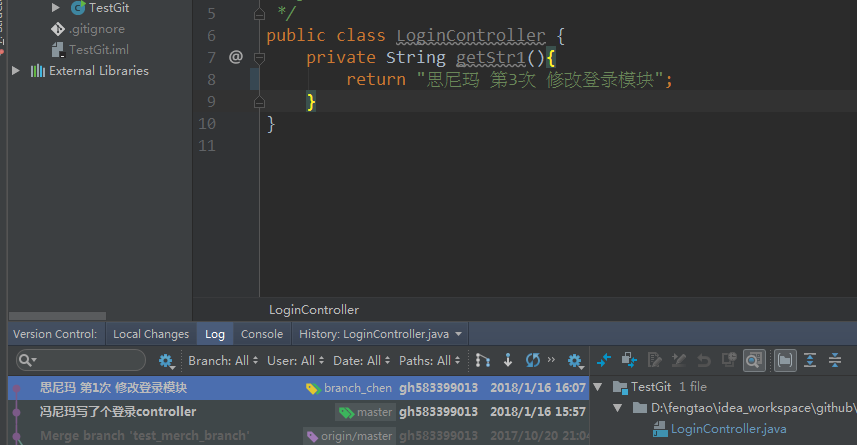 TestGit
.gitignore
TestGit.iml
External Libraries
5 */
6 public class LoginController {
7 @ private String getStr1(){
8 return "思尼玛 第3次 修改登录模块";
9 }
10 }
11
LoginController
Version Control: Local Changes Log Console History: LoginController.java
Branch: All User: All Date: All Paths: All »
思尼玛 第1次 修改登录模块 branch_chen gh583399013 2018/1/16 16:07
冯尼玛写了个登录controller master gh583399013 2018/1/16 15:57
Merge branch 'test_merch_branch' origin/master gh583399013 2017/10/20 21:04
TestGit 1 file
D:\fengtao\idea_workspace\github\
LoginController.java